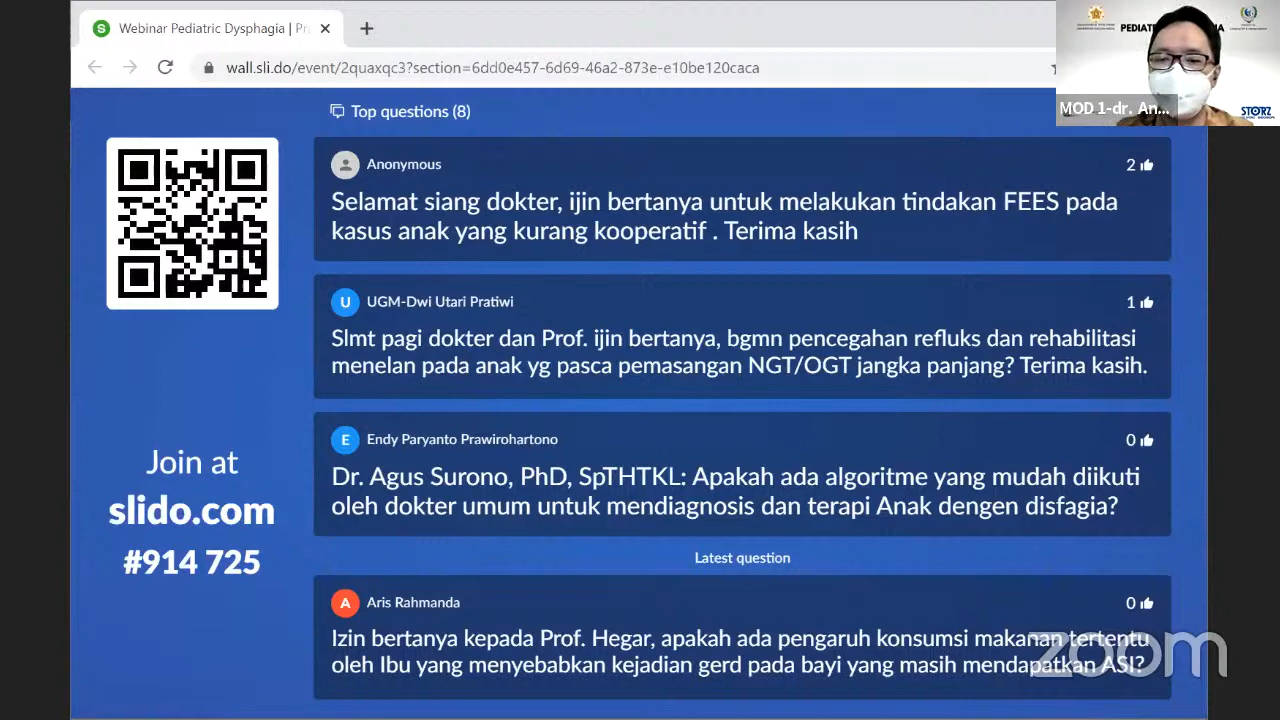 Webinar Pediatric Dysphagia | Pr
wall.sli.do/event/2quaxqc3?section=6dd0e457-6d69-46a2-873e-e10be120caca
PEDIAT
MOD 1-dr. An...
STORZ
Top questions (8)
Anonymous
2
Selamat siang dokter, ijin bertanya untuk melakukan tindakan FEES pada
kasus anak yang kurang kooperatif . Terima kasih
U
UGM-Dwi Utari Pratiwi
1
Slmt pagi dokter dan Prof. ijin bertanya, bgmn pencegahan refluks dan rehabilitasi
menelan pada anak yg pasca pemasangan NGT/OGT jangka panjang? Terima kasih.
E
Endy Paryanto Prawirohartono
0
Dr. Agus Surono, PhD, SpTHTKL: Apakah ada algoritme yang mudah diikuti
oleh dokter umum untuk mendiagnosis dan terapi Anak dengen disfagia?
Join at
slido.com
#914 725
Latest question
A
Aris Rahmanda
0
Izin bertanya kepada Prof. Hegar, apakah ada pengaruh konsumsi makanan tertentu
oleh Ibu yang menyebabkan kejadian gerd pada bayi yang masih mendapatkan ASI?
zoom